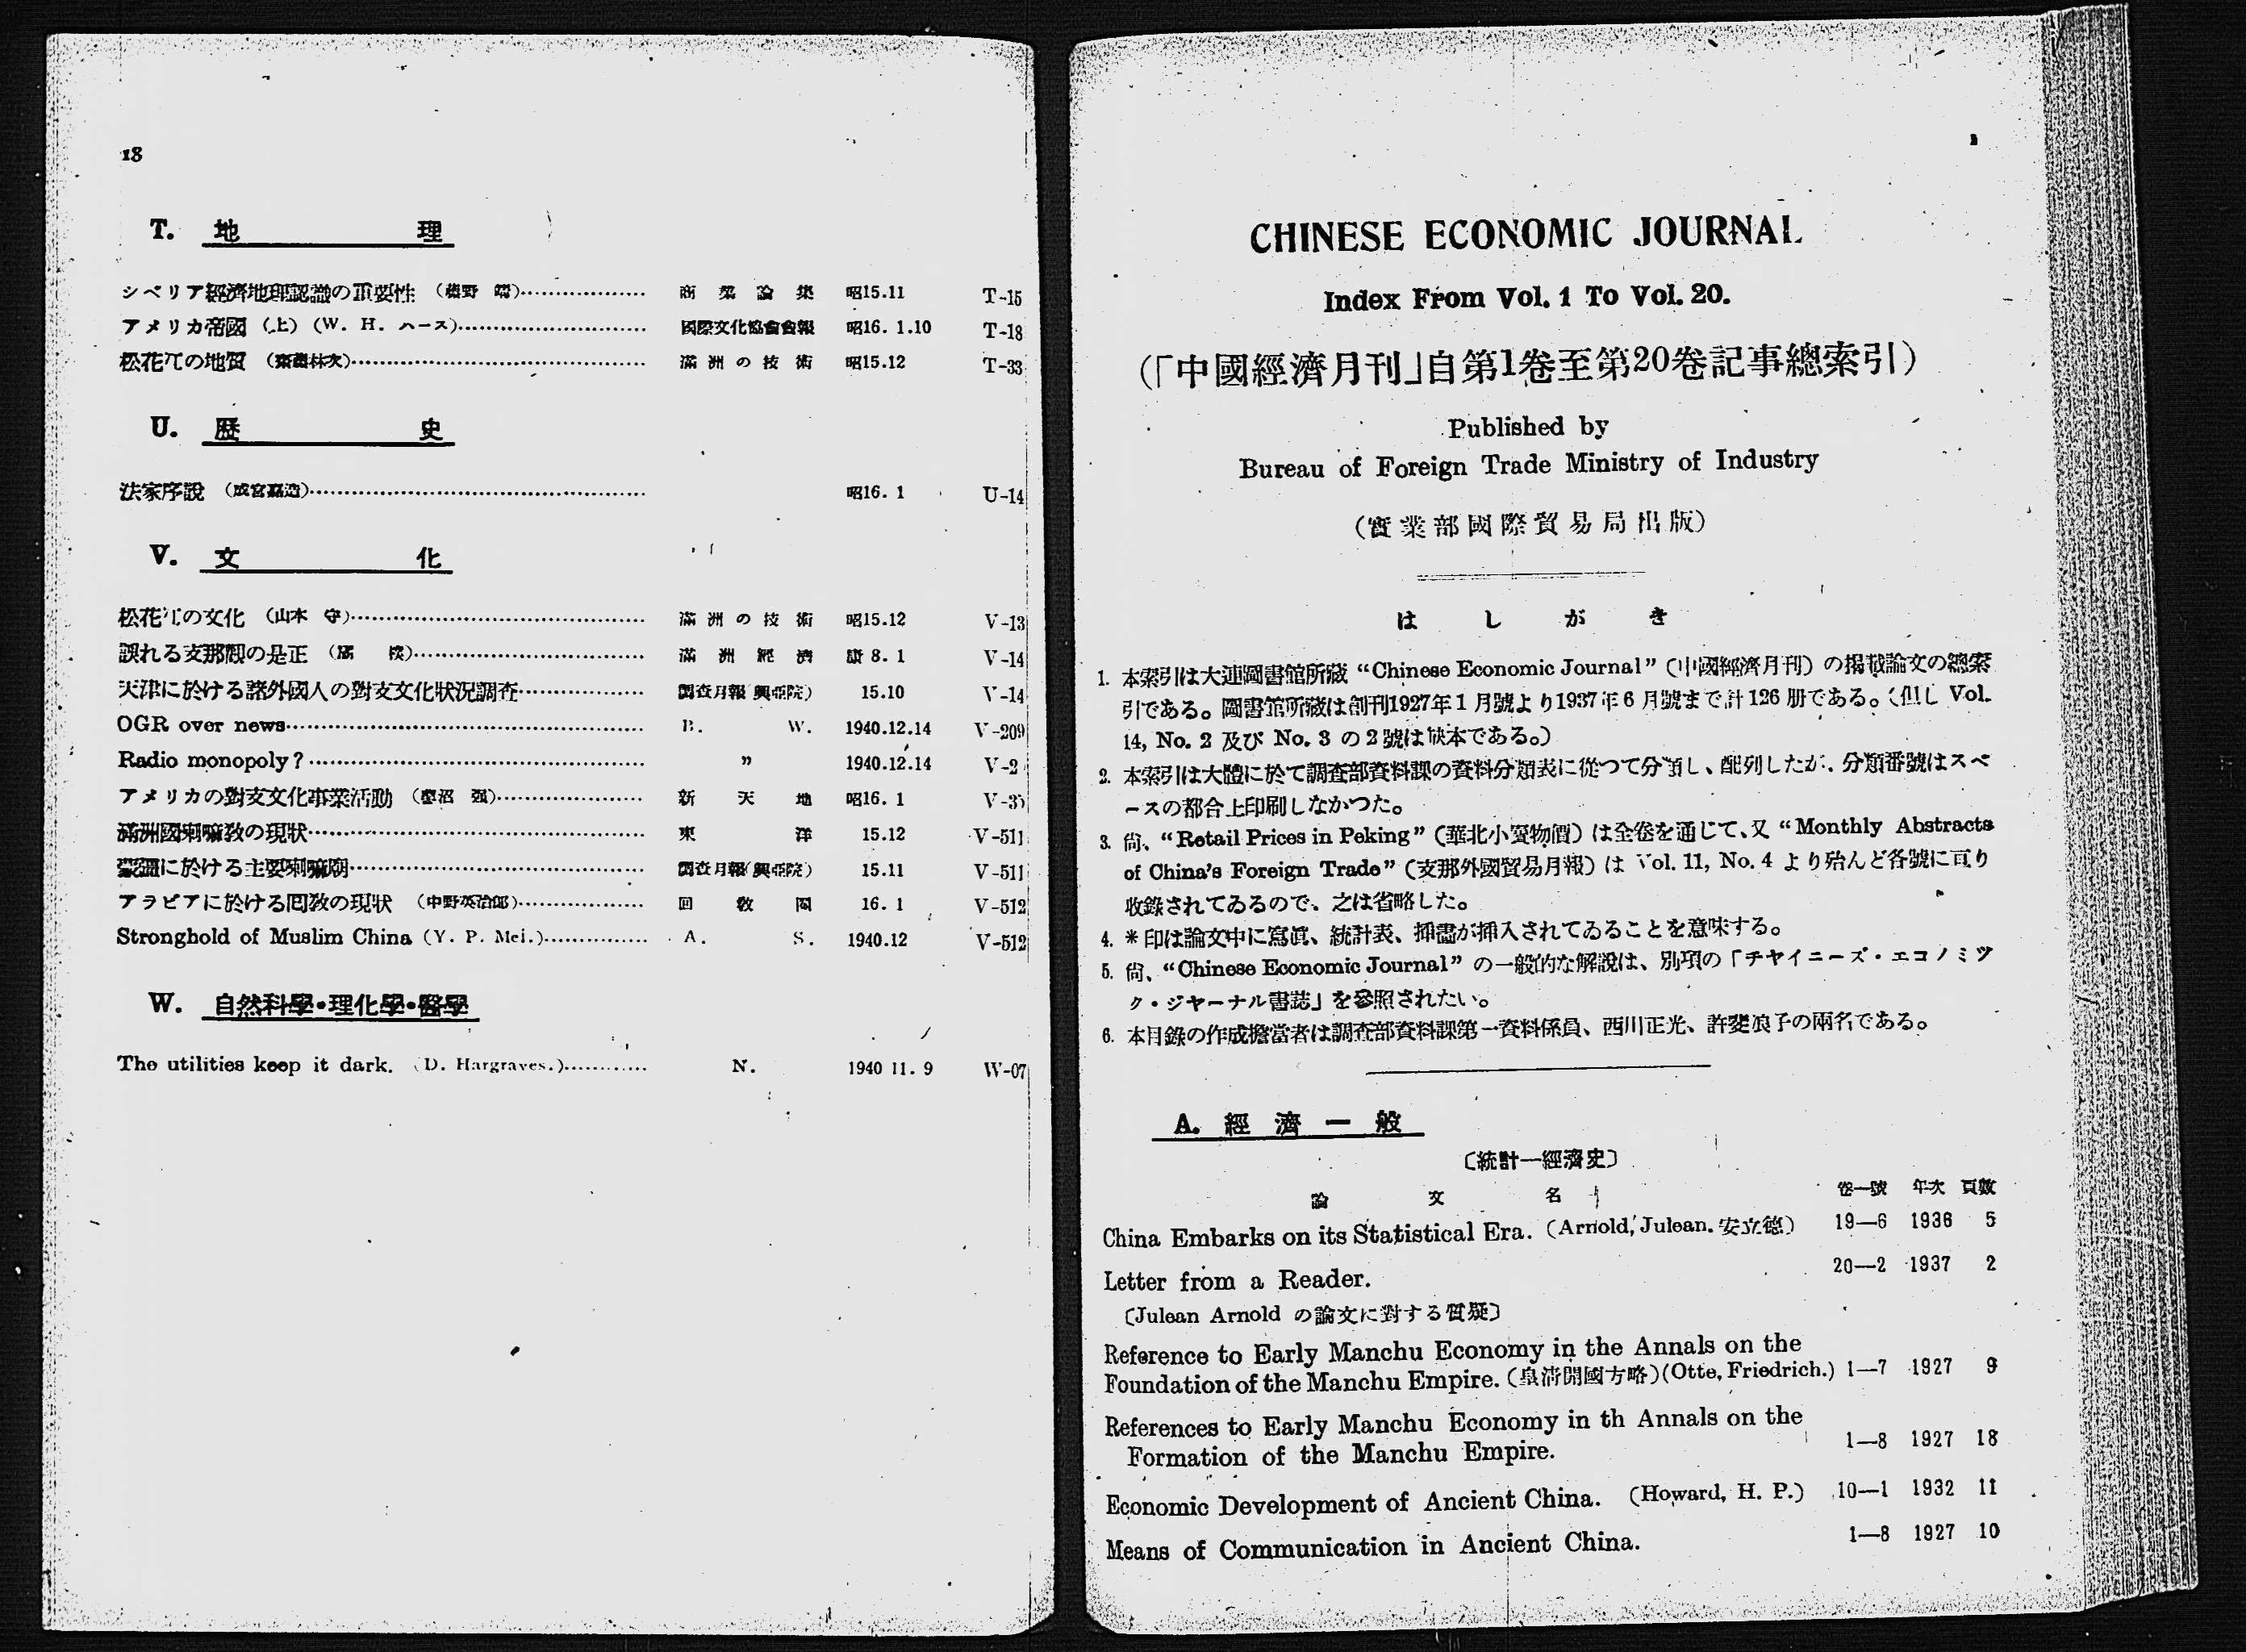 18
T. 地 理
シベリア經濟地理認識の重要性 …… 商業論集 昭15.11 T-15
アメリカ帝國 (上) (W. H. ハース)…… 國際文化協會會報 昭16. 1.10 T-18
松花江の地質 (齋藤林次)…… 滿洲の技術 昭15.12 T-33
U. 歷 史
法家序設 (成宮嘉造)…… 昭16. 1 U-14
V. 文 化
松花江の文化 (山本 守)…… 滿洲の技術 昭15.12 V-13
誤れる支那觀の是正 …… 滿洲經濟 康 8. 1 V-14
天津に於ける諸外國人の對支文化狀況調査…… 調査月報(興亞院) 15.10 V-14
OGR over news…… B. W. 1940.12.14 V-209
Radio monopoly?…… 〃 1940.12.14 V-2
アメリカの對支文化事業活動 …… 新天地 昭16. 1 V-35
滿洲國喇嘛敎の現狀…… 東洋 15.12 V-511
蒙疆に於ける主要喇嘛廟…… 調査月報(興亞院) 15.11 V-511
アラビアに於ける回敎の現狀 (中野英治郎)…… 回敎圈 16. 1 V-512
Stronghold of Muslim China (Y. P. Mei.)…… A. S. 1940.12 V-512
W. 自然科學・理化學・醫學
The utilities keep it dark. (D. Hargraves.)…… N. 1940 11. 9 W-07
1
CHINESE ECONOMIC JOURNAL
Index From Vol. 1 To Vol. 20.
(「中國經濟月刊」自第1卷至第20卷記事總索引)
Published by
Bureau of Foreign Trade Ministry of Industry
(實業部國際貿易局出版)
はしがき
1. 本索引は大連圖書館所藏 “Chinese Economic Journal” (中國經濟月刊) の揭載論文の總索
引である。圖書館所藏は創刊1927年1月號より1937年6月號まで計126册である。(但し Vol.
14, No. 2 及び No. 3 の2號は缺本である。)
2. 本索引は大體に於て調査部資料課の資料分類表に從つて分類し、配列したが、分類番號はスペ
ースの都合上印刷しなかつた。
3. 尙、“Retail Prices in Peking” (華北小賣物價) は全卷を通じて、又 “Monthly Abstracts
of China's Foreign Trade” (支那外國貿易月報) は Vol. 11, No. 4 より殆んど各號に亘り
收錄されてゐるので、之は省略した。
4. ＊印は論文中に寫眞、統計表、揷畵が揷入されてゐることを意味する。
5. 尙、“Chinese Economic Journal” の一般的な解說は、別項の「チヤイニーズ・エコノミツ
ク・ジヤーナル書誌」を參照されたい。
6. 本目錄の作成擔當者は調査部資料課第一資料係員、西川正光、許斐浪子の兩名である。
A. 經濟一般
〔統計—經濟史〕
論文名 卷—號 年次 頁數
China Embarks on its Statistical Era. (Arnold, Julean. 安立德) 19—6 1936 5
Letter from a Reader. 20—2 1937 2
〔Julean Arnold の論文に對する質疑〕
Reference to Early Manchu Economy in the Annals on the
Foundation of the Manchu Empire. (皇淸開國方略)(Otte, Friedrich.) 1—7 1927 9
References to Early Manchu Economy in th Annals on the
Formation of the Manchu Empire. 1—8 1927 18
Economic Development of Ancient China. (Howard, H. P.) 10—1 1932 11
Means of Communication in Ancient China. 1—8 1927 10